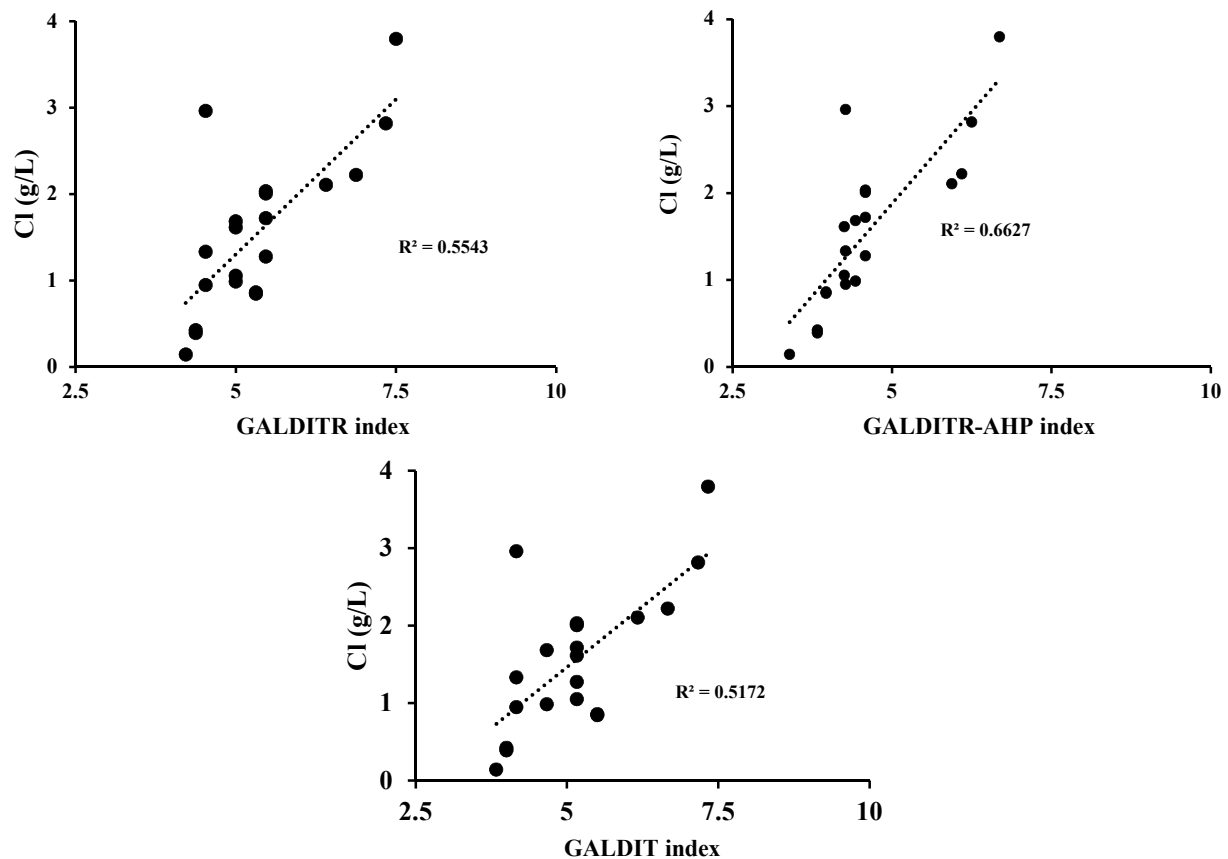 4
3
2
1
0
Cl (g/L)
R² = 0.5543
2.5 5 7.5 10
GALDITR index
4
3
2
1
0
Cl (g/L)
R² = 0.6627
2.5 5 7.5 10
GALDITR-AHP index
4
3
2
1
0
Cl (g/L)
R² = 0.5172
2.5 5 7.5 10
GALDIT index